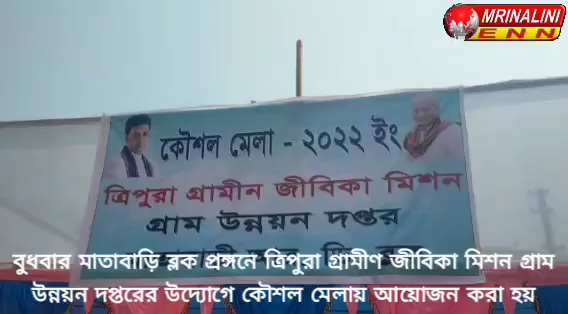 MRINALINI
ENN
কৌশল মেলা - ২০২২ ইং
ত্রিপুরা গ্রামীন জীবিকা মিশন
গ্রাম উন্নয়ন দপ্তর
বুধবার মাতাবাড়ি ব্লক প্রঙ্গনে ত্রিপুরা গ্রামীণ জীবিকা মিশন গ্রাম
উন্নয়ন দপ্তরের উদ্যোগে কৌশল মেলায় আয়োজন করা হয়